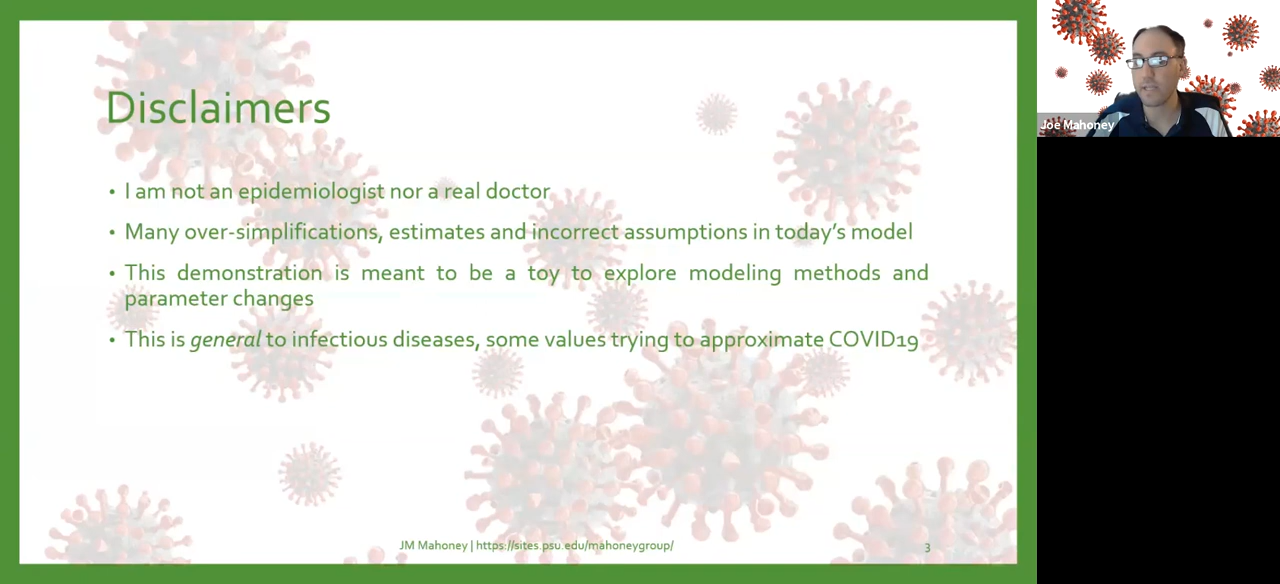 Disclaimers
• I am not an epidemiologist nor a real doctor
• Many over-simplifications, estimates and incorrect assumptions in today's model
• This demonstration is meant to be a toy to explore modeling methods and
parameter changes
• This is general to infectious diseases, some values trying to approximate COVID19
JM Mahoney | https://sites.psu.edu/mahoneygroup/
3
Joe Mahoney